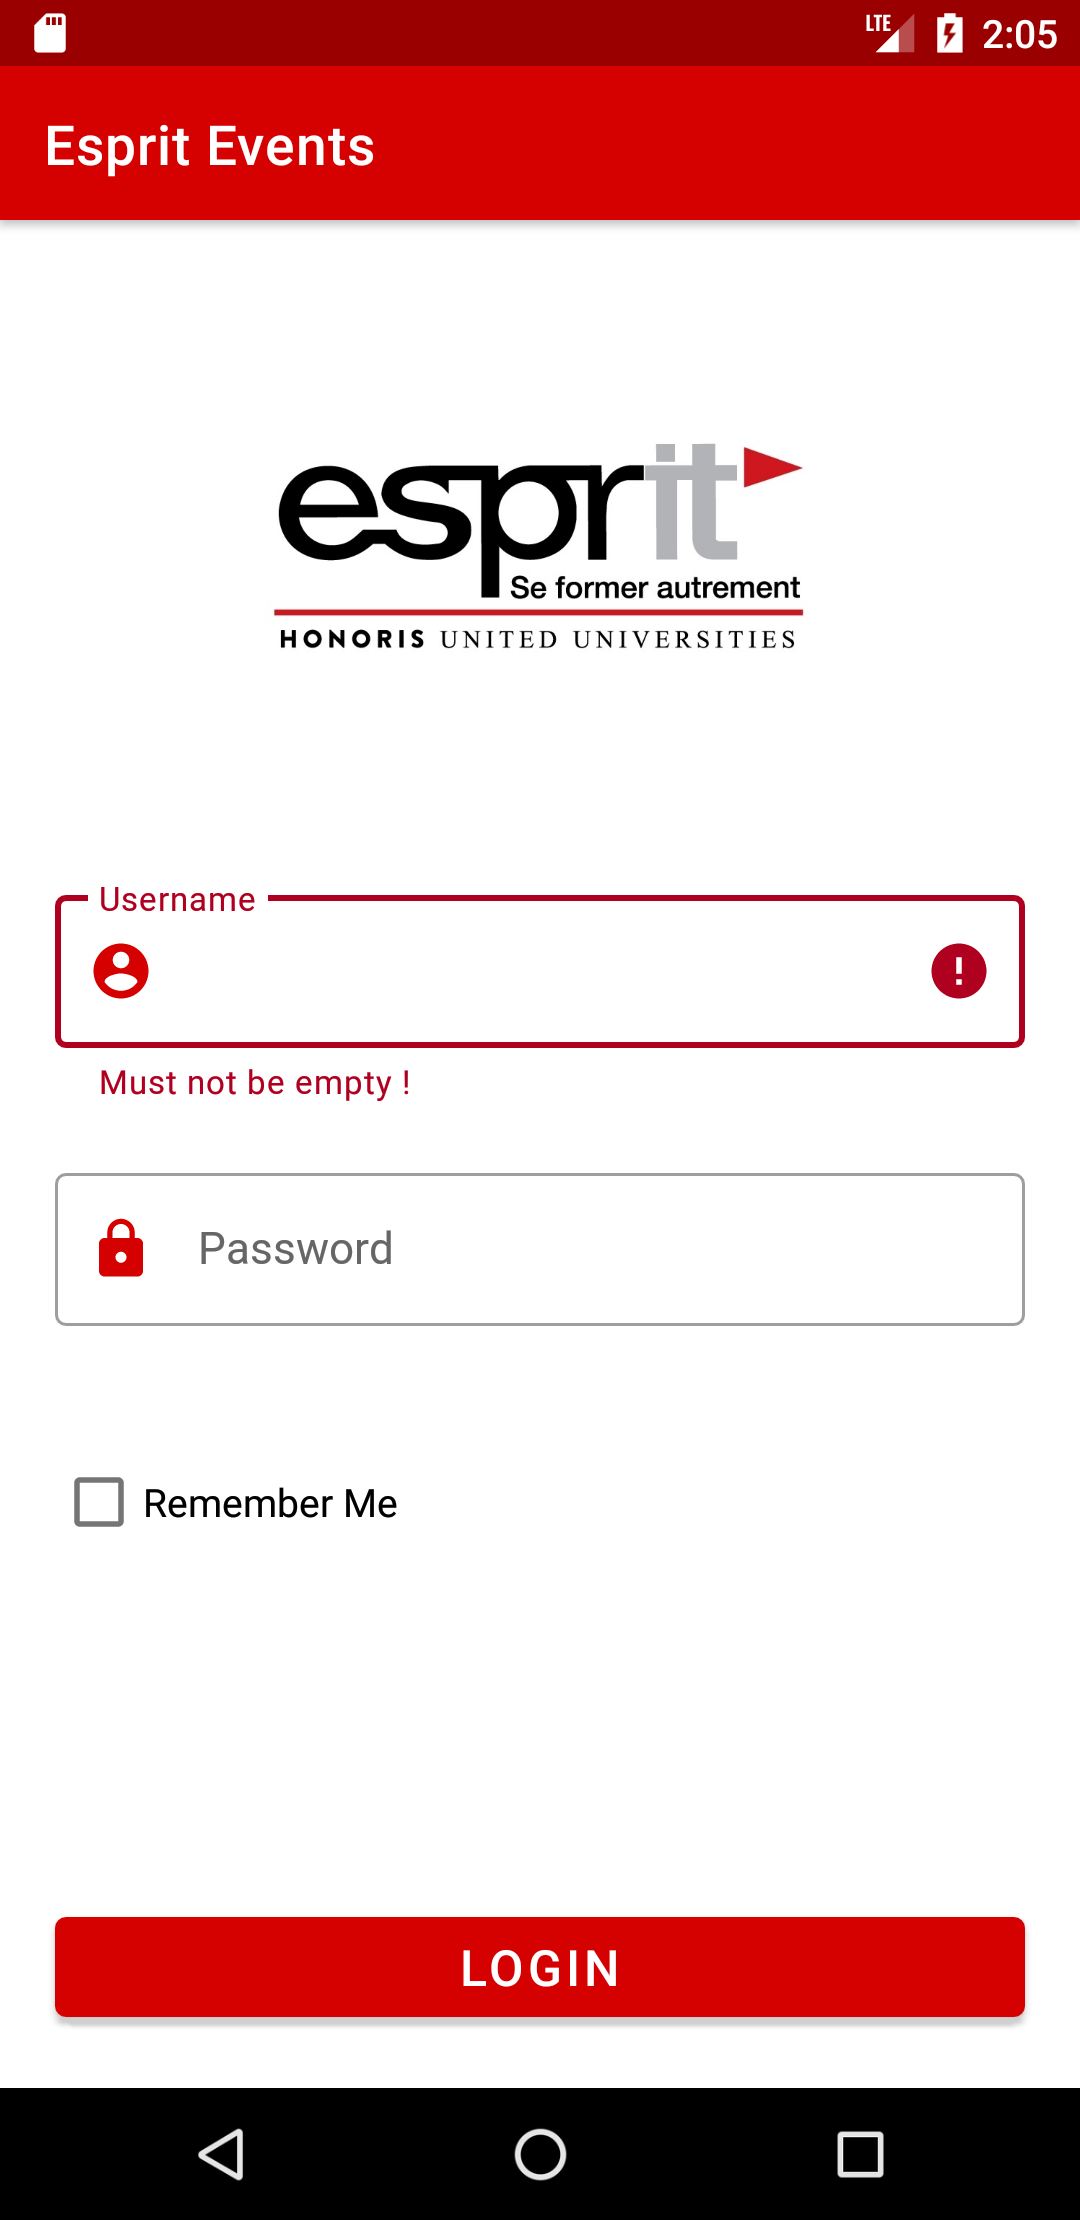 LTE 2:05
Esprit Events
esprit
Se former autrement
HONORIS UNITED UNIVERSITIES
Username
Must not be empty !
Password
Remember Me
LOGIN